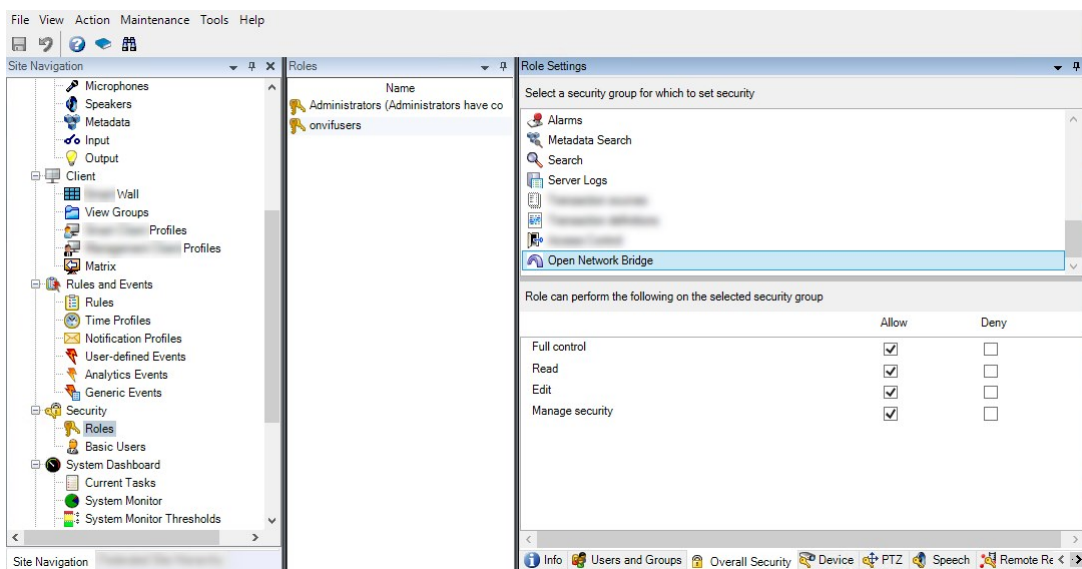 File View Action Maintenance Tools Help
Site Navigation
Microphones
Speakers
Metadata
Input
Output
Client
Wall
View Groups
Profiles
Profiles
Matrix
Rules and Events
Rules
Time Profiles
Notification Profiles
User-defined Events
Analytics Events
Generic Events
Security
Roles
Basic Users
System Dashboard
Current Tasks
System Monitor
System Monitor Thresholds
Site Navigation
Roles
Name
Administrators (Administrators have co
onvifusers
Role Settings
Select a security group for which to set security
Alarms
Metadata Search
Search
Server Logs
Open Network Bridge
Role can perform the following on the selected security group
Allow Deny
Full control
Read
Edit
Manage security
Info Users and Groups Overall Security Device PTZ Speech Remote Re